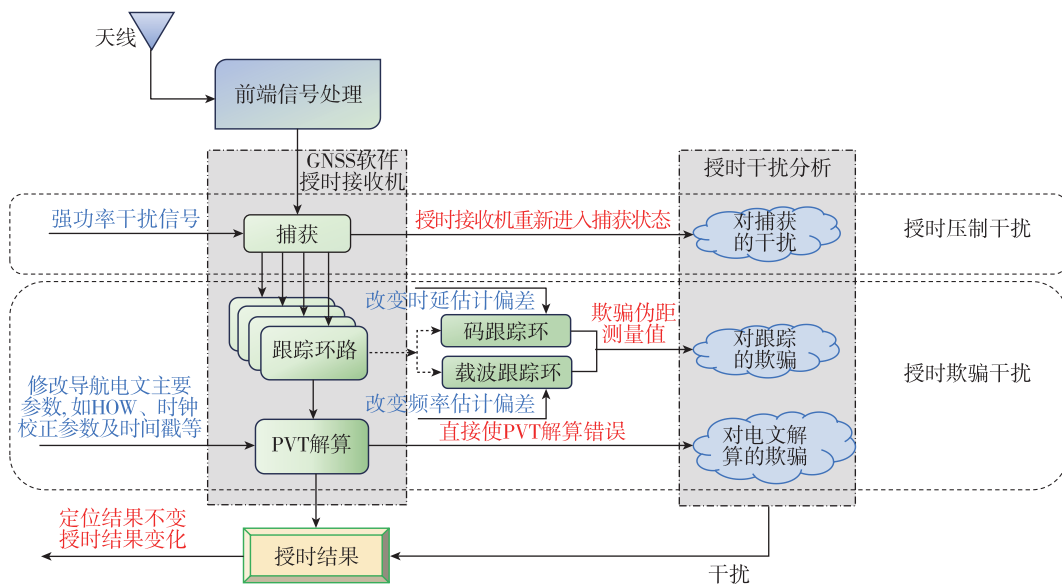 天线
前端信号处理
GNSS软件
授时接收机
授时干扰分析
强功率干扰信号
捕获
授时接收机重新进入捕获状态
对捕获
的干扰
授时压制干扰
改变时延估计偏差
跟踪环路
码跟踪环
载波跟踪环
欺骗伪距
测量值
对跟踪
的欺骗
授时欺骗干扰
改变频率估计偏差
修改导航电文主要
参数, 如HOW、时钟
校正参数及时间戳等
PVT解算
直接使PVT解算错误
对电文解
算的欺骗
定位结果不变
授时结果变化
授时结果
干扰